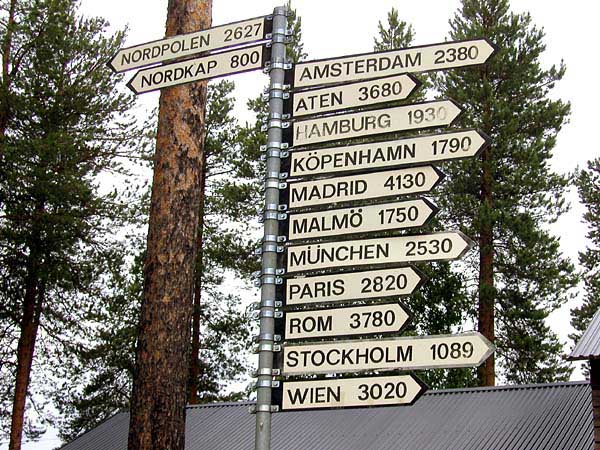 NORDPOLEN 2627
NORDKAP 800
AMSTERDAM 2380
ATEN 3680
HAMBURG 1930
KÖPENHAMN 1790
MADRID 4130
MALMÖ 1750
MÜNCHEN 2530
PARIS 2820
ROM 3780
STOCKHOLM 1089
WIEN 3020